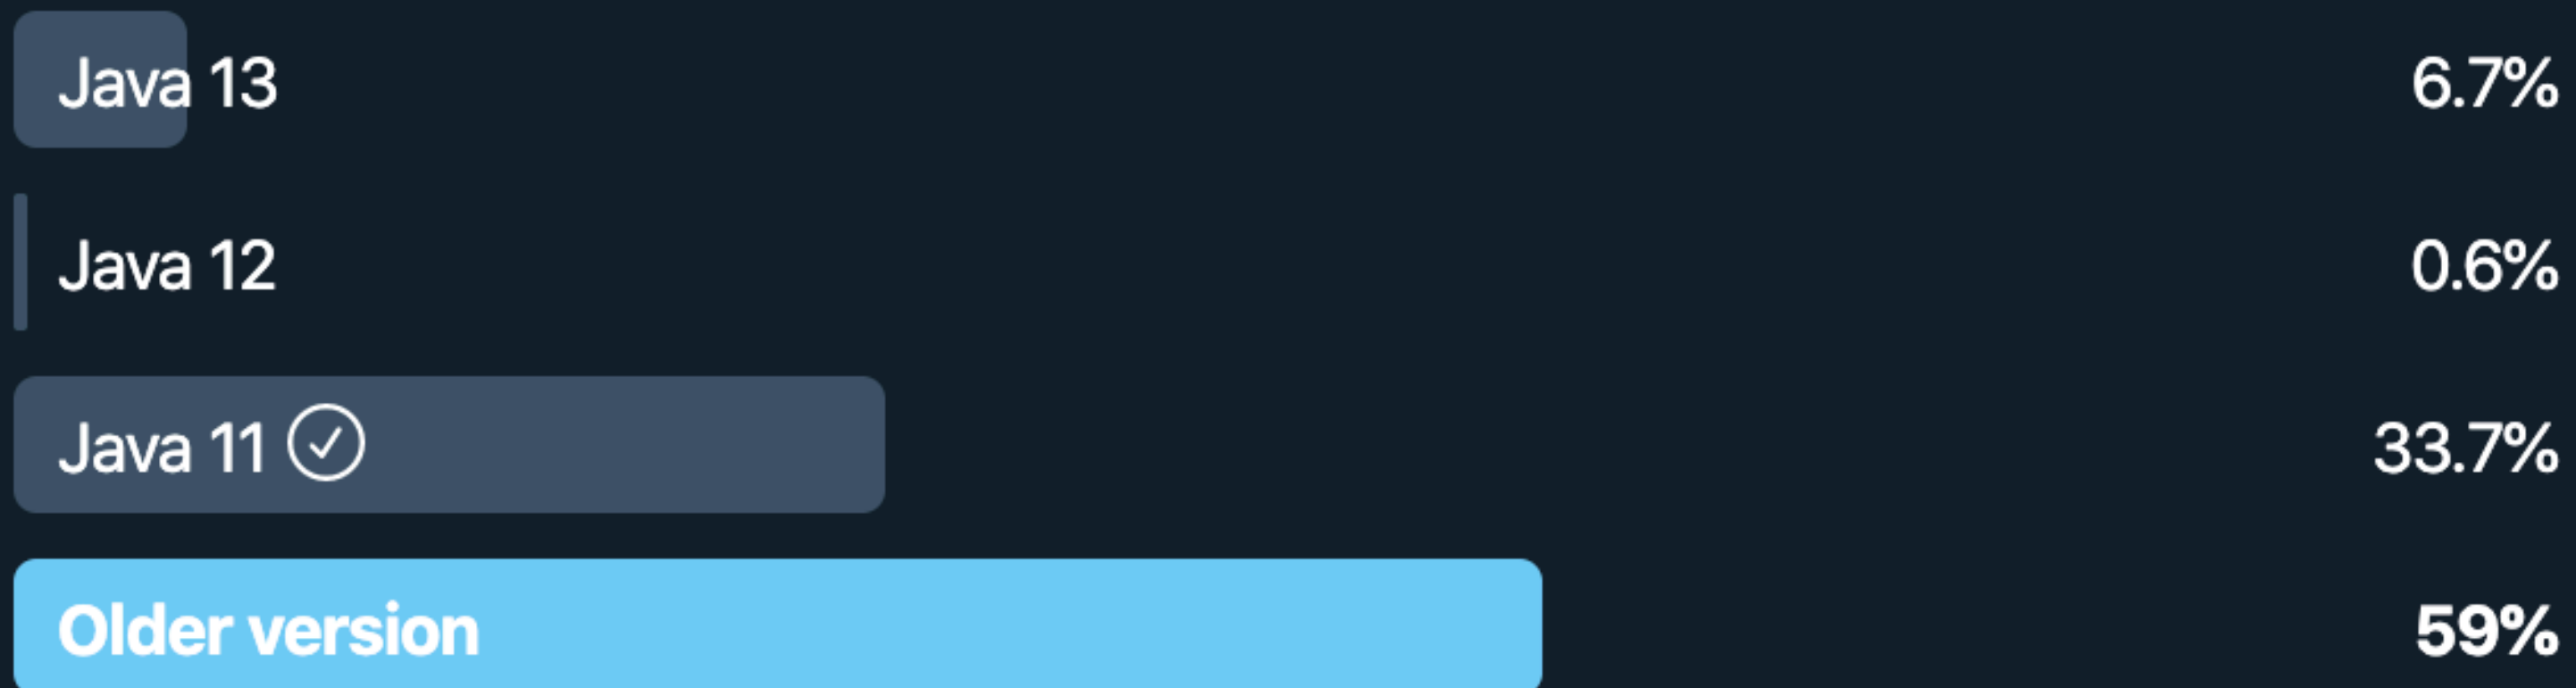 Java 13 6.7%
Java 12 0.6%
Java 11 33.7%
Older version 59%